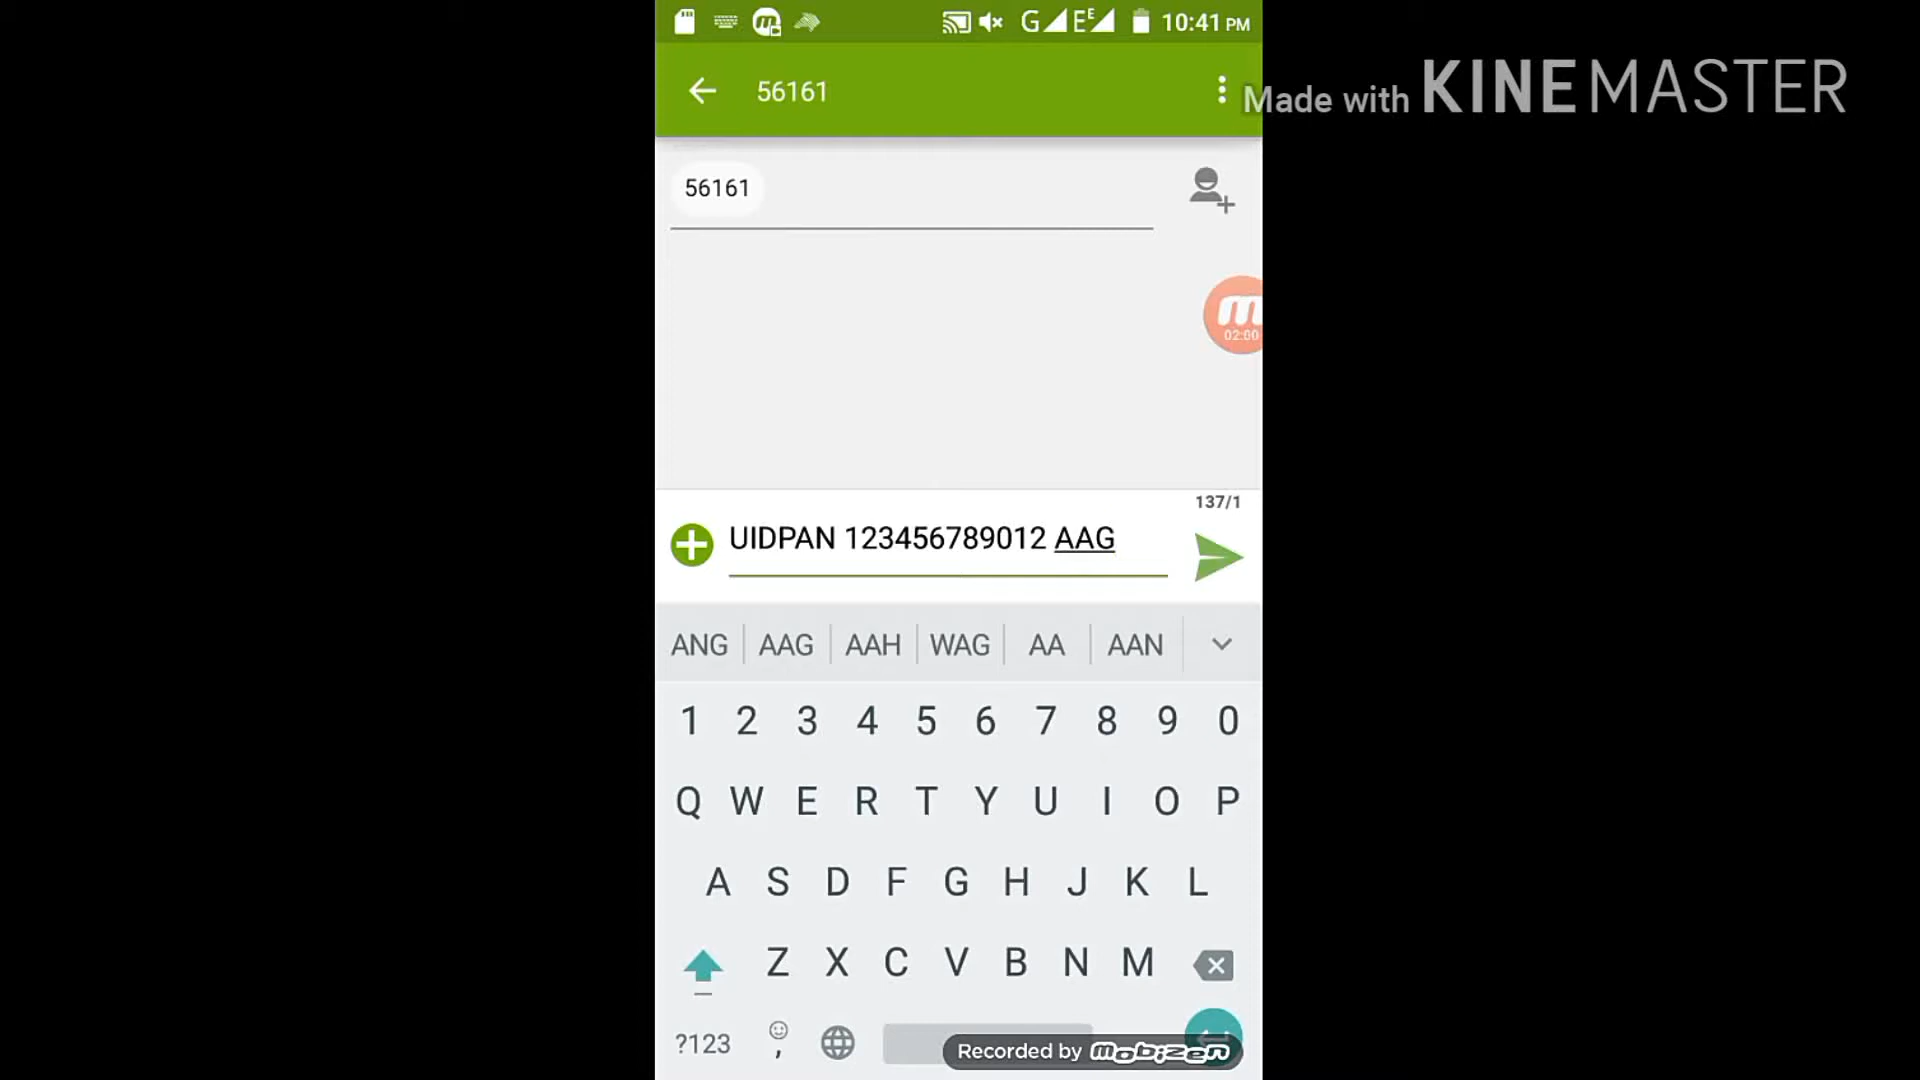 G E E 10:41 PM
56161
Made with KINEMASTER
56161
02:00
137/1
UIDPAN 123456789012 AAG
ANG AAG AAH WAG AA AAN
1 2 3 4 5 6 7 8 9 0
Q W E R T Y U I O P
A S D F G H J K L
Z X C V B N M
?123 ,
Recorded by mobizen